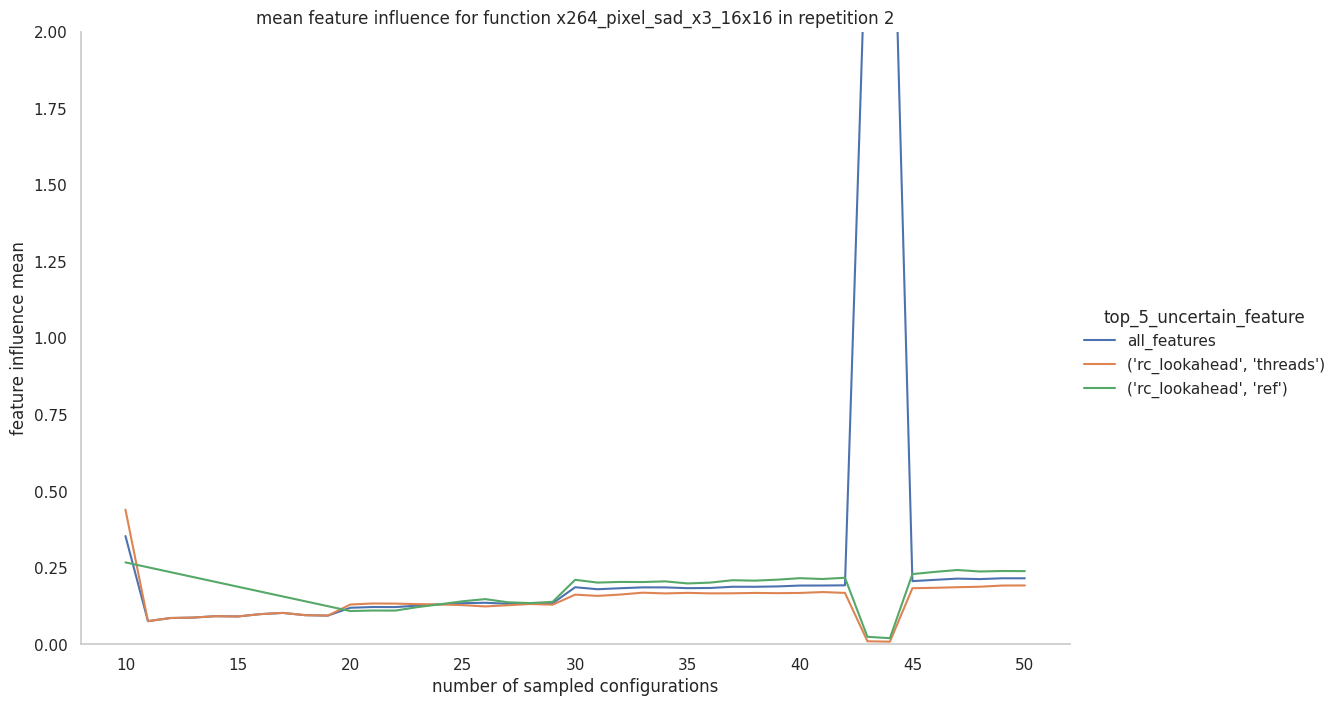 mean feature influence for function x264_pixel_sad_x3_16x16 in repetition 2
2.00
1.75
1.50
1.25
1.00
0.75
0.50
0.25
0.00
feature influence mean
10 15 20 25 30 35 40 45 50
number of sampled configurations
top_5_uncertain_feature
all_features
('rc_lookahead', 'threads')
('rc_lookahead', 'ref')